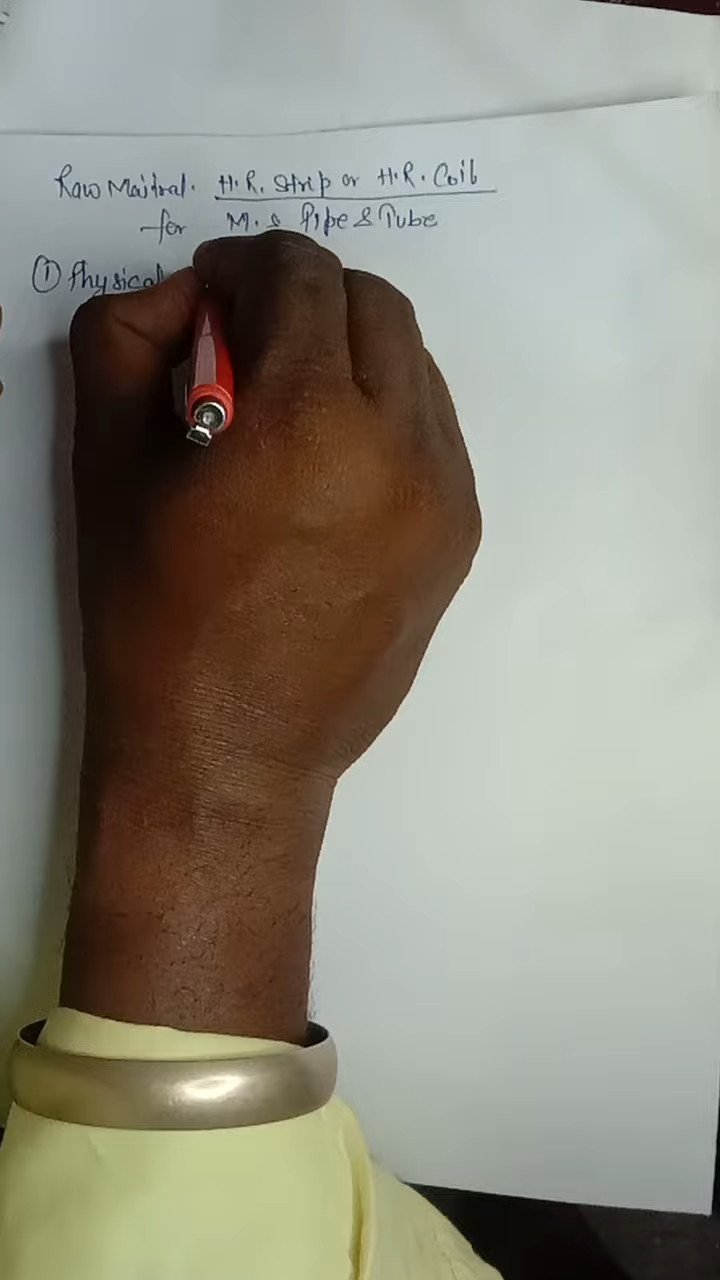 Raw Maitral. H.R. Strip or H.R. Coil
for M.S Pipe & Tube
① Physical